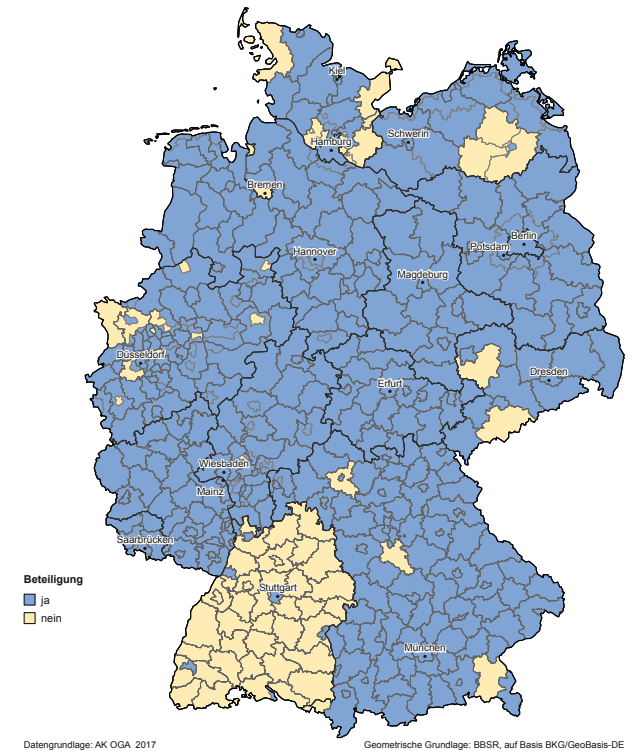 Kiel
Schwerin
Hamburg
Bremen
Berlin
Potsdam
Hannover
Magdeburg
Düsseldorf
Dresden
Erfurt
Wiesbaden
Mainz
Saarbrücken
Beteiligung
ja
nein
Stuttgart
München
Datengrundlage: AK OGA 2017
Geometrische Grundlage: BBSR, auf Basis BKG/GeoBasis-DE